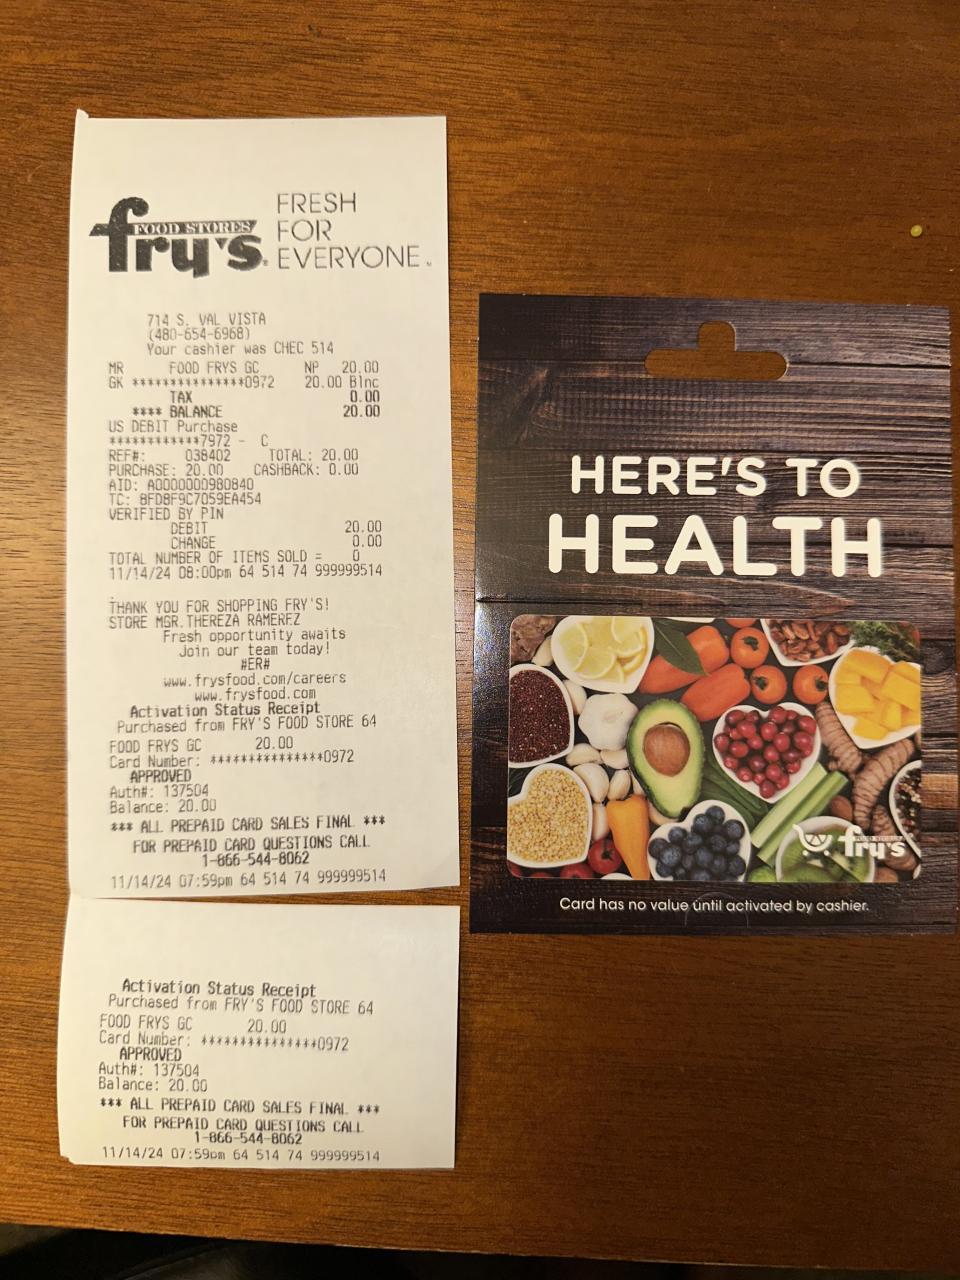 fry's
FOOD STORES
FRESH
FOR
EVERYONE.
714 S. VAL VISTA
(480-654-6968)
Your cashier was CHEC 514
MR FOOD FRYS GC NP 20.00
GK ***************0972 20.00 Blnc
TAX 0.00
**** BALANCE 20.00
US DEBIT Purchase
************7972 - C
REF#: 038402 TOTAL: 20.00
PURCHASE: 20.00 CASHBACK: 0.00
AID: A0000000980840
TC: 8FD8F9C7059EA454
VERIFIED BY PIN
DEBIT 20.00
CHANGE 0.00
TOTAL NUMBER OF ITEMS SOLD = 0
11/14/24 08:00pm 64 514 74 999999514
THANK YOU FOR SHOPPING FRY'S!
STORE MGR.THEREZA RAMEREZ
Fresh opportunity awaits
Join our team today!
#ER#
www.frysfood.com/careers
www.frysfood.com
Activation Status Receipt
Purchased from FRY'S FOOD STORE 64
FOOD FRYS GC 20.00
Card Number: ***************0972
APPROVED
Auth#: 137504
Balance: 20.00
*** ALL PREPAID CARD SALES FINAL ***
FOR PREPAID CARD QUESTIONS CALL
1-866-544-8062
11/14/24 07:59pm 64 514 74 999999514
Activation Status Receipt
Purchased from FRY'S FOOD STORE 64
FOOD FRYS GC 20.00
Card Number: ***************0972
APPROVED
Auth#: 137504
Balance: 20.00
*** ALL PREPAID CARD SALES FINAL ***
FOR PREPAID CARD QUESTIONS CALL
1-866-544-8062
11/14/24 07:59pm 64 514 74 999999514
HERE'S TO
HEALTH
FOOD STORES
fry's
Card has no value until activated by cashier.